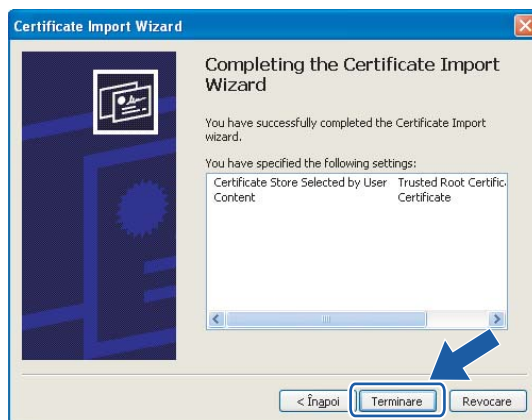 Certificate Import Wizard
Completing the Certificate Import
Wizard
You have successfully completed the Certificate Import
wizard.
You have specified the following settings:
Certificate Store Selected by User Trusted Root Certific
Content Certificate
< Înapoi Terminare Revocare